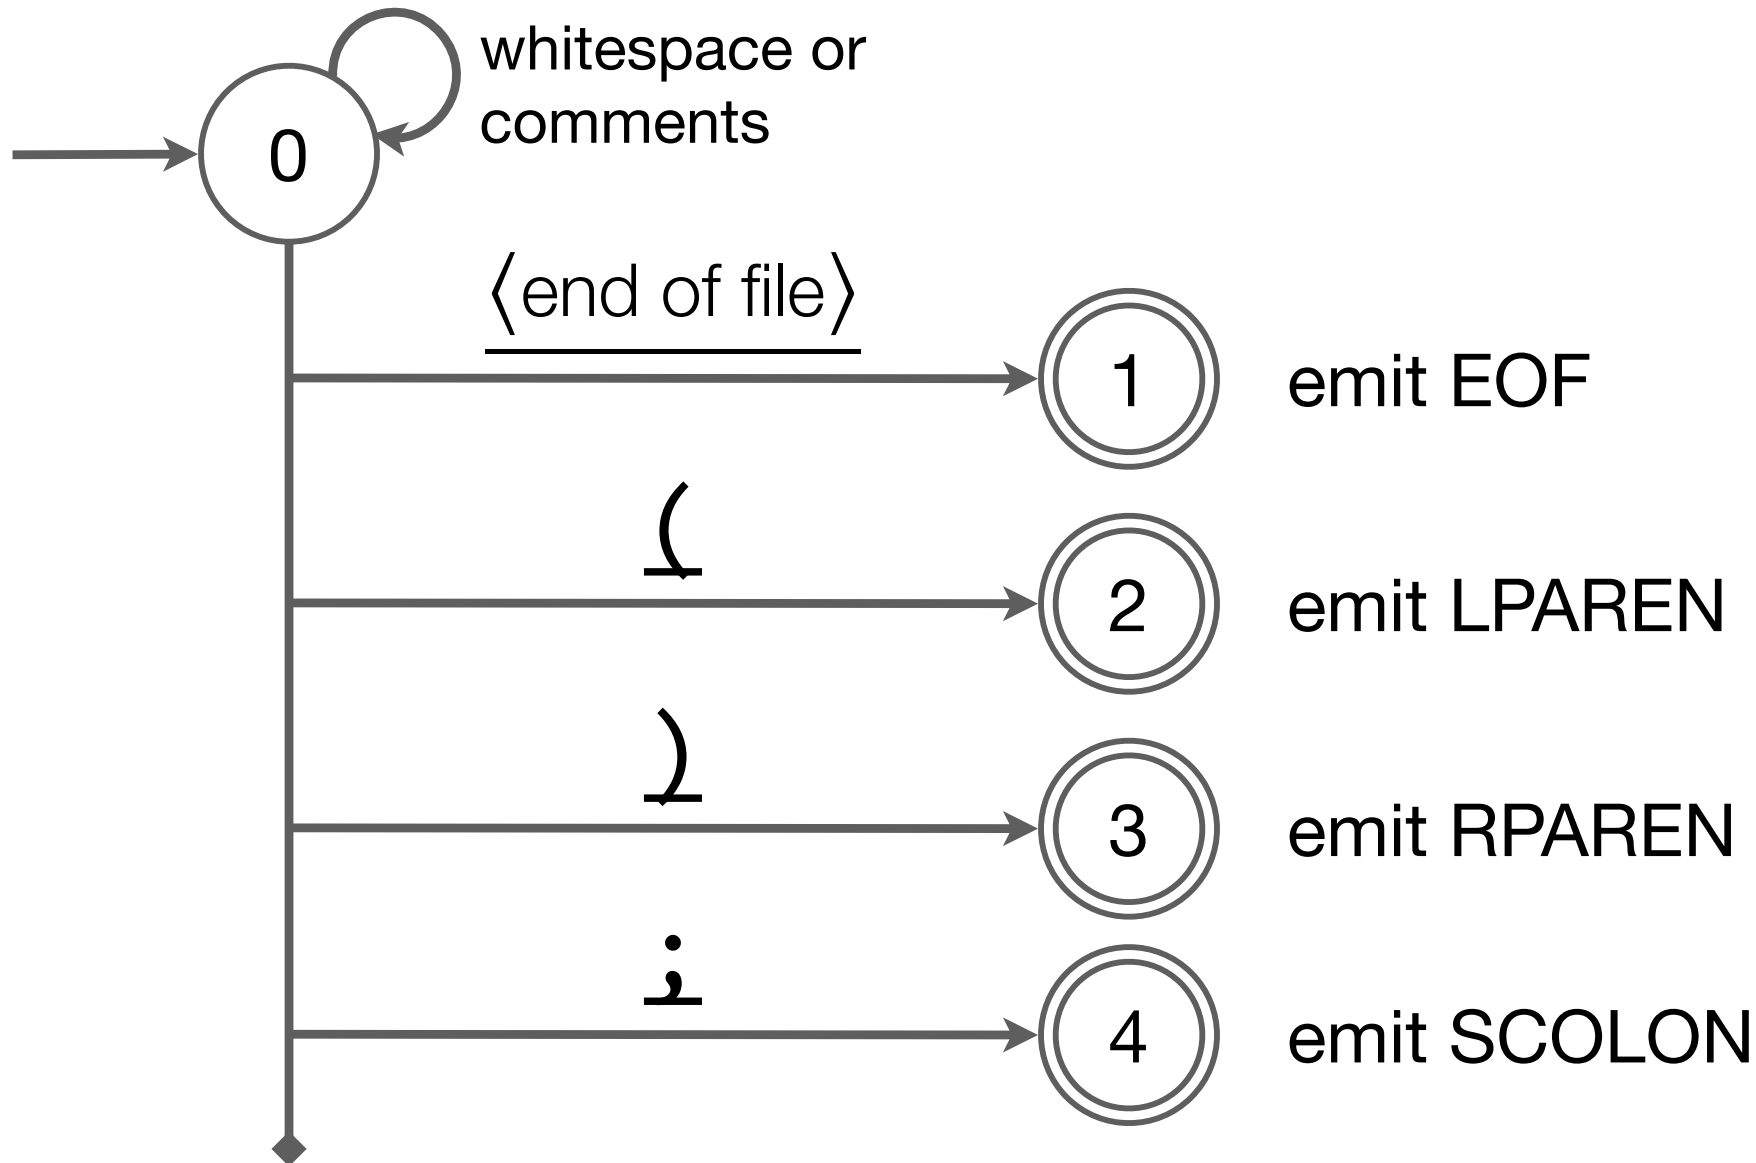 whitespace or
comments
0
⟨end of file⟩
1 emit EOF
(
2 emit LPAREN
)
3 emit RPAREN
;
4 emit SCOLON